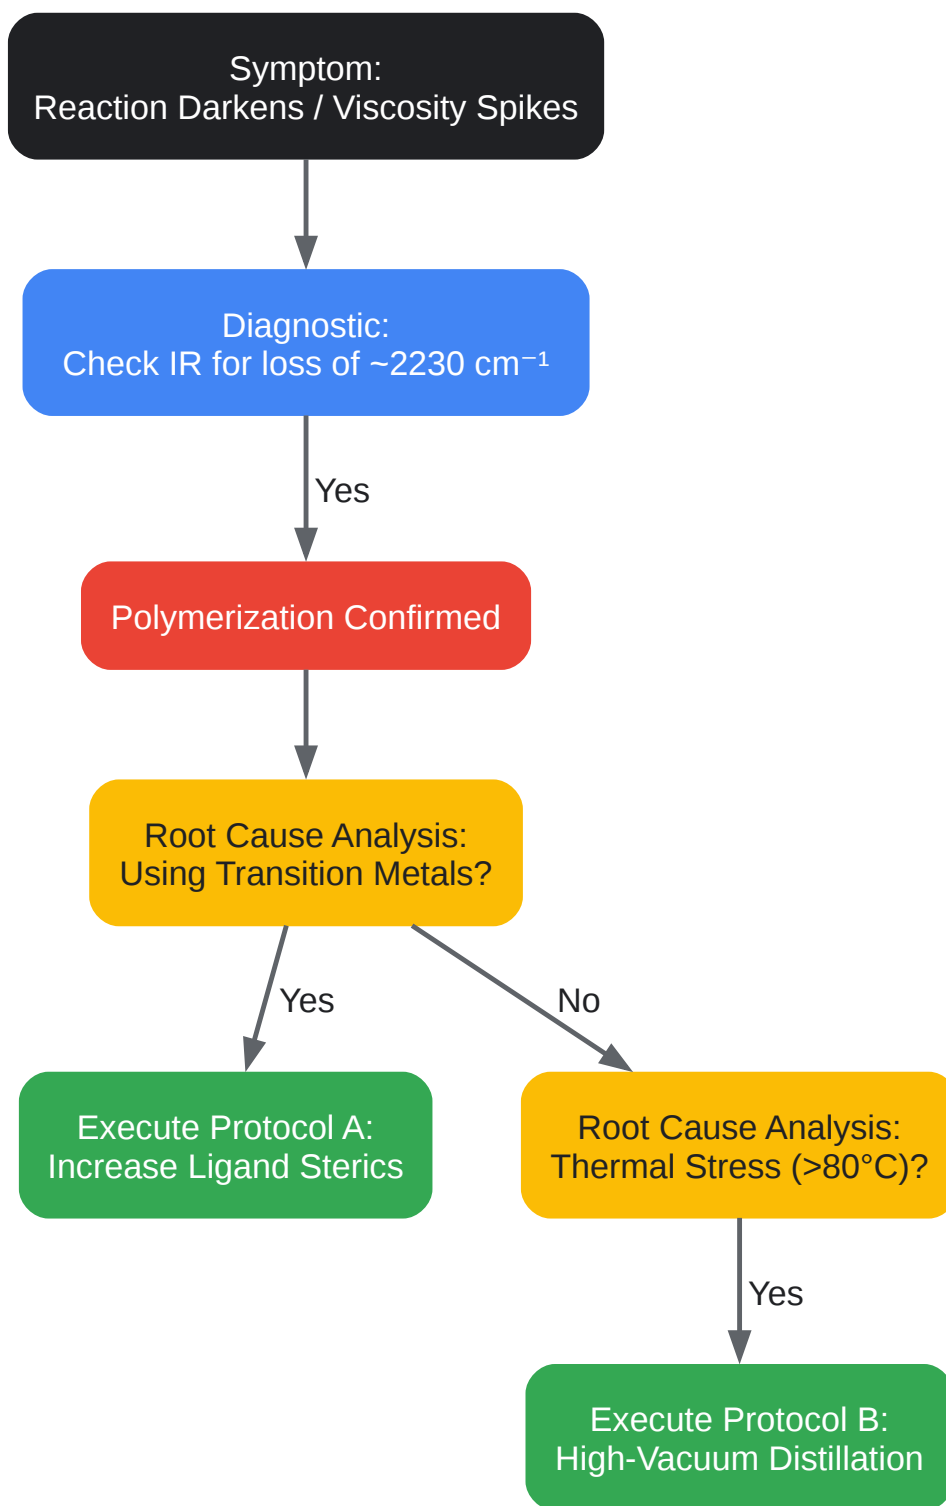 Symptom:
Reaction Darkens / Viscosity Spikes
Diagnostic:
Check IR for loss of ~2230 cm⁻¹
Yes
Polymerization Confirmed
Root Cause Analysis:
Using Transition Metals?
Yes
No
Execute Protocol A:
Increase Ligand Sterics
Root Cause Analysis:
Thermal Stress (>80°C)?
Yes
Execute Protocol B:
High-Vacuum Distillation